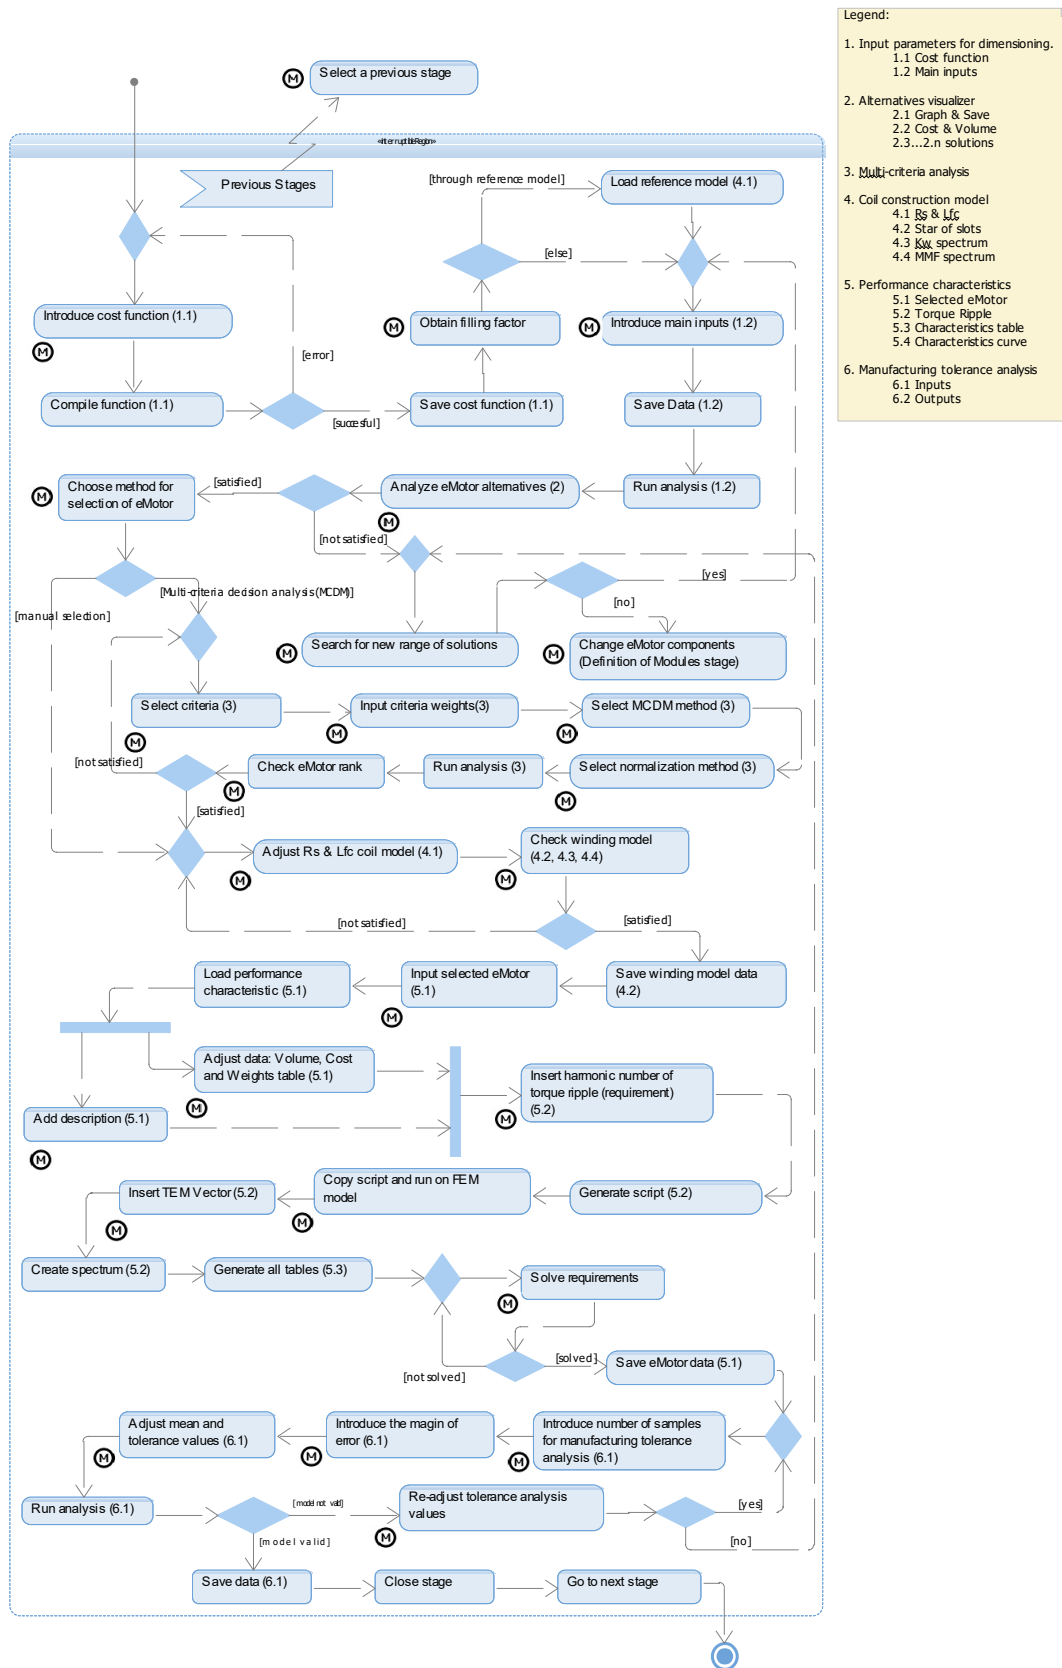 Legend:
1. Input parameters for dimensioning.
1.1 Cost function
1.2 Main inputs
2. Alternatives visualizer
2.1 Graph & Save
2.2 Cost & Volume
2.3...2.n solutions
3. Multi-criteria analysis
4. Coil construction model
4.1 Rs & Lfc
4.2 Star of slots
4.3 Kw spectrum
4.4 MMF spectrum
5. Performance characteristics
5.1 Selected eMotor
5.2 Torque Ripple
5.3 Characteristics table
5.4 Characteristics curve
6. Manufacturing tolerance analysis
6.1 Inputs
6.2 Outputs
M
Select a previous stage
«InterruptibleRegion»
Previous Stages
[through reference model]
Load reference model (4.1)
[else]
Introduce cost function (1.1)
M
[error]
M
Obtain filling factor
M
Introduce main inputs (1.2)
Compile function (1.1)
[succesful]
Save cost function (1.1)
Save Data (1.2)
M
Choose method for
selection of eMotor
[satisfied]
Analyze eMotor alternatives (2)
M
Run analysis (1.2)
[not satisfied]
[yes]
[no]
[manual selection]
[Multi-criteria decision analysis(MCDM)]
M
Search for new range of solutions
M
Change eMotor components
(Definition of Modules stage)
Select criteria (3)
M
Input criteria weights(3)
M
Select MCDM method (3)
M
[not satisfied]
Check eMotor rank
M
Run analysis (3)
Select normalization method (3)
M
[satisfied]
Adjust Rs & Lfc coil model (4.1)
M
Check winding model
(4.2, 4.3, 4.4)
M
[not satisfied]
[satisfied]
Load performance
characteristic (5.1)
Input selected eMotor
(5.1)
M
Save winding model data
(4.2)
Adjust data: Volume, Cost
and Weights table (5.1)
M
Add description (5.1)
M
Insert harmonic number of
torque ripple (requirement)
(5.2)
M
Insert TEM Vector (5.2)
M
Copy script and run on FEM
model
M
Generate script (5.2)
Create spectrum (5.2)
Generate all tables (5.3)
Solve requirements
M
[not solved]
[solved]
Save eMotor data (5.1)
Adjust mean and
tolerance values (6.1)
M
Introduce the magin of
error (6.1)
M
Introduce number of samples
for manufacturing tolerance
analysis (6.1)
M
Run analysis (6.1)
[model not valid]
Re-adjust tolerance analysis
values
M
[yes]
[no]
[model valid]
Save data (6.1)
Close stage
Go to next stage